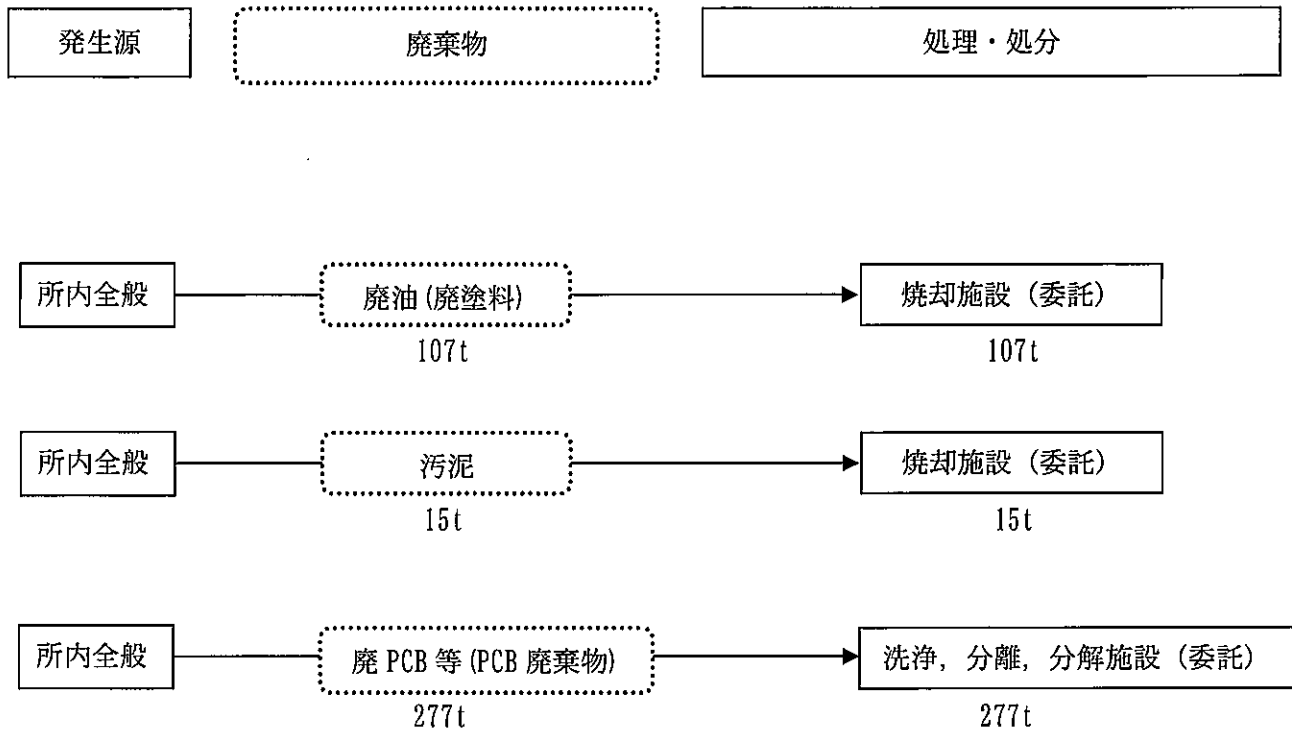 発生源
廃棄物
処理・処分
所内全般
廃油(廃塗料)
焼却施設（委託）
107t
107t
所内全般
汚泥
焼却施設（委託）
15t
15t
所内全般
廃PCB等(PCB廃棄物)
洗浄，分離，分解施設（委託）
277t
277t